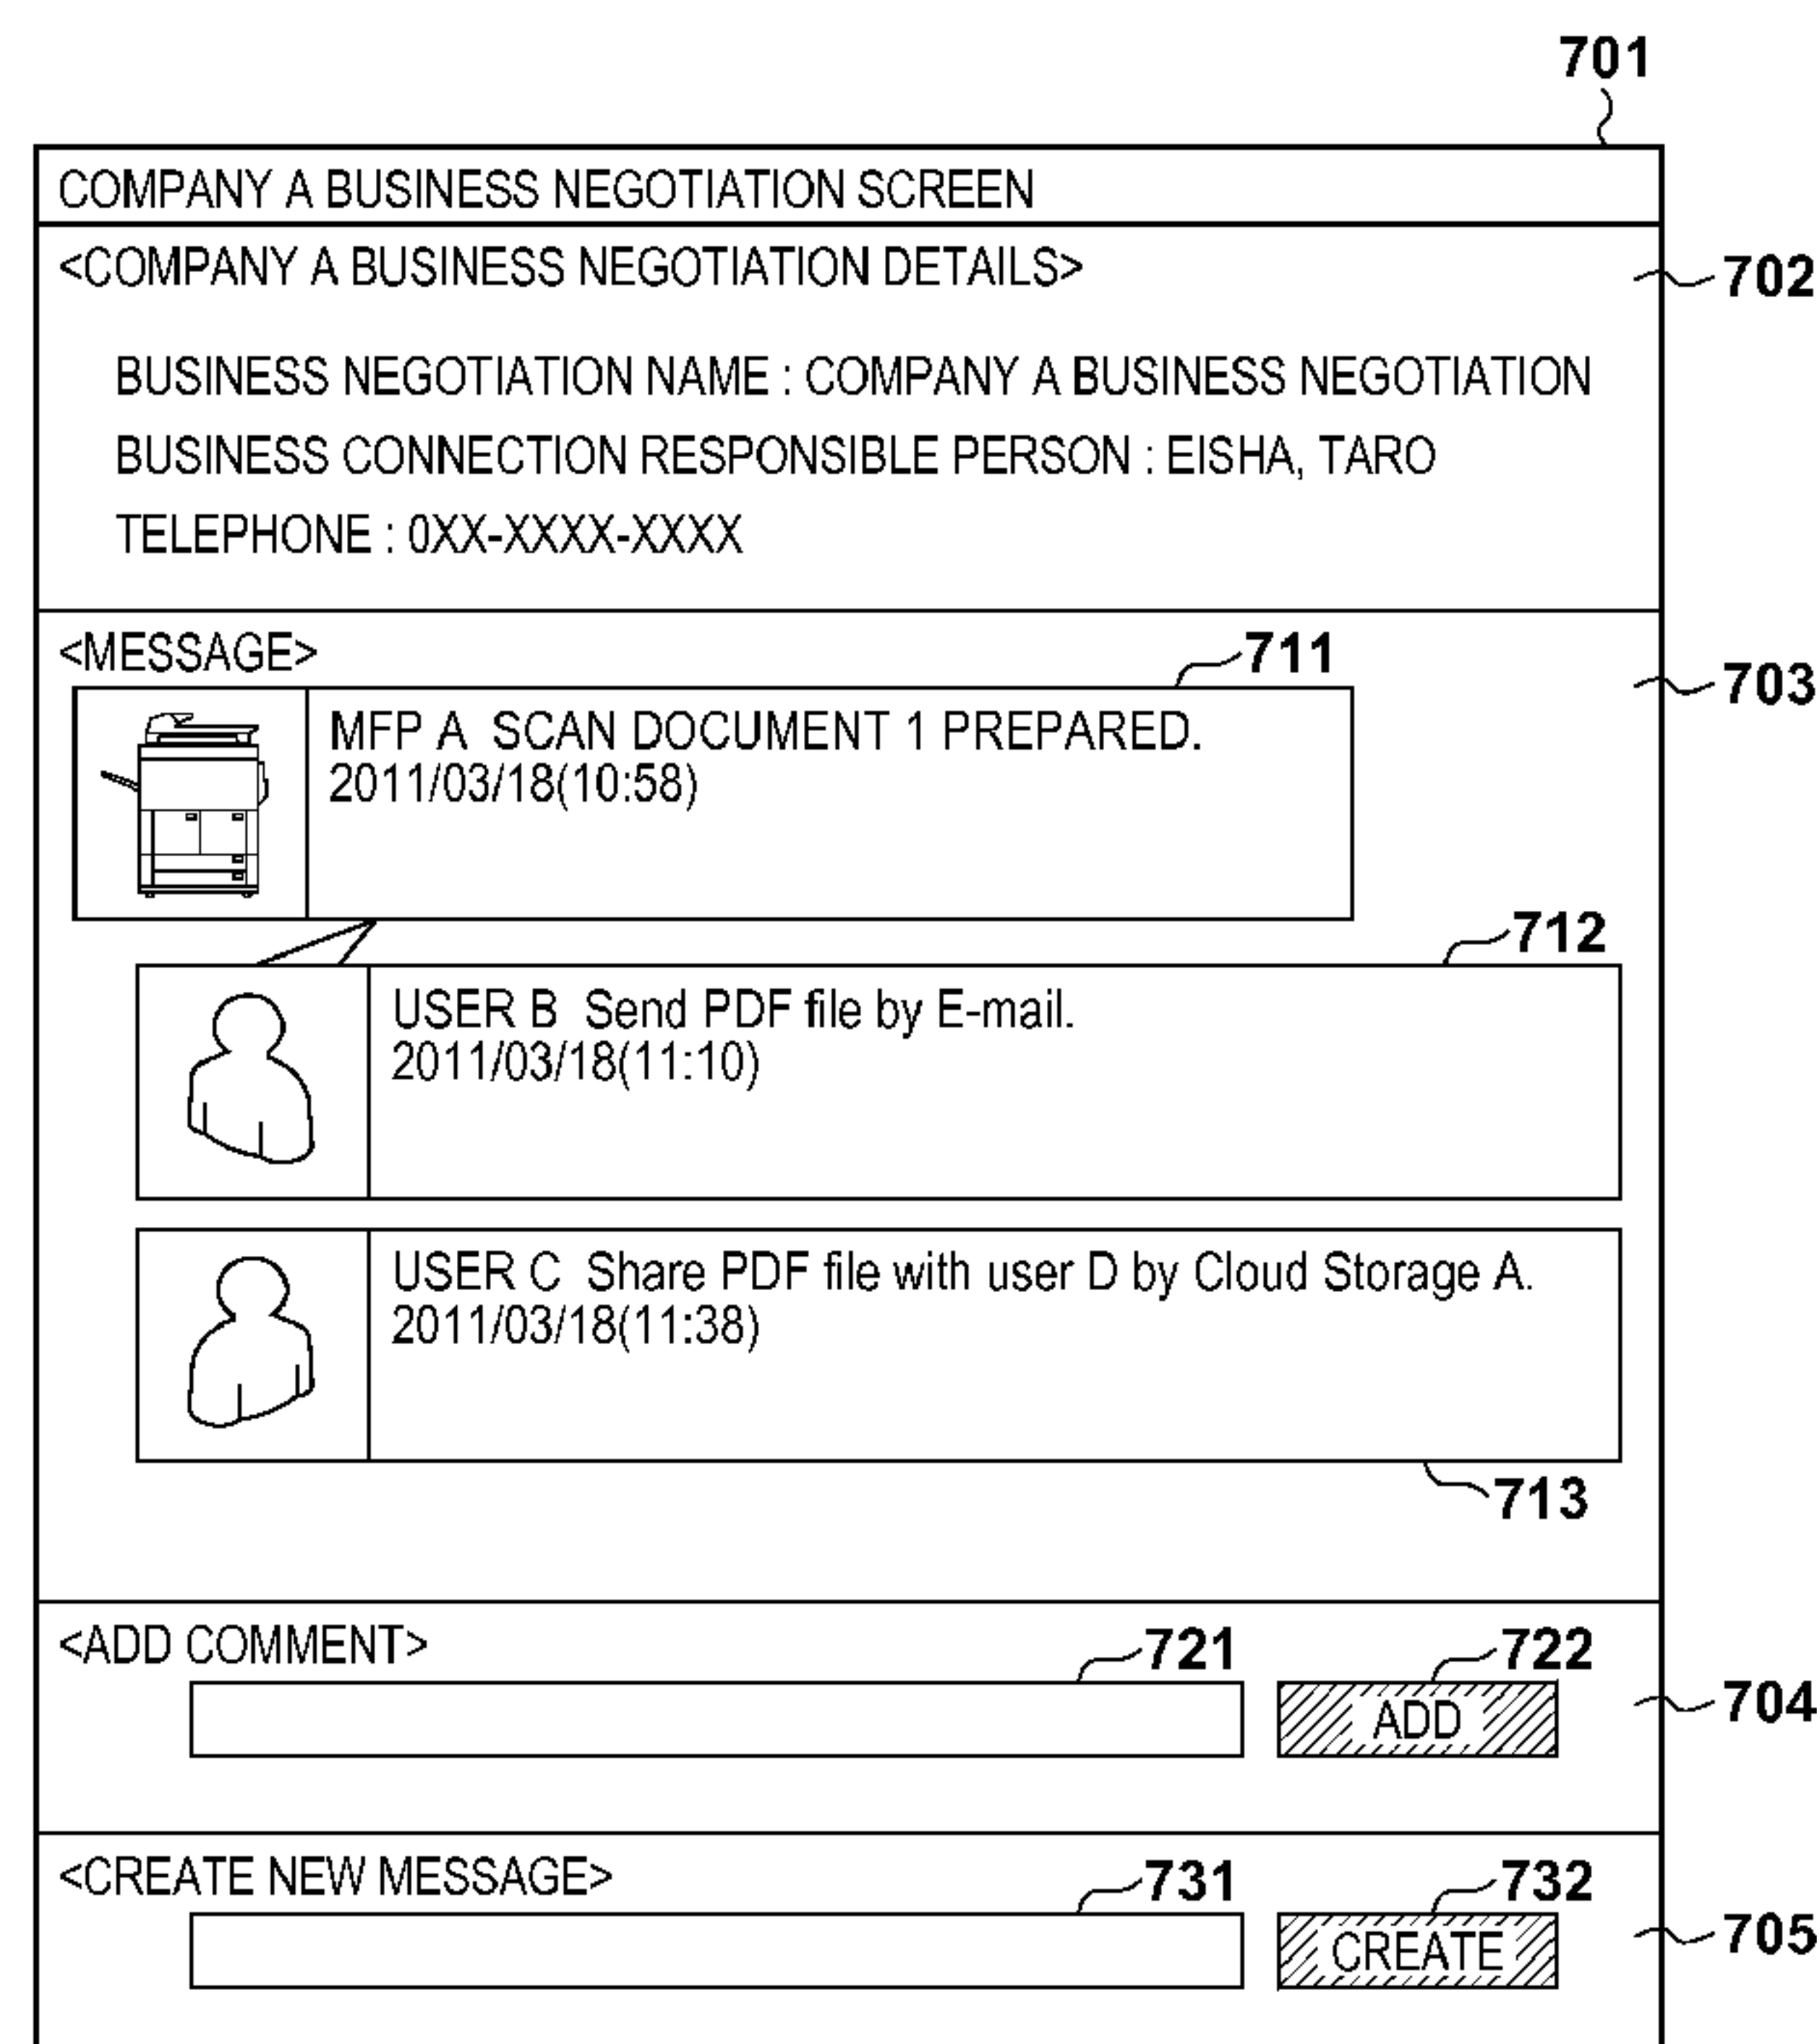 701
COMPANY A BUSINESS NEGOTIATION SCREEN
<COMPANY A BUSINESS NEGOTIATION DETAILS>
702
BUSINESS NEGOTIATION NAME : COMPANY A BUSINESS NEGOTIATION
BUSINESS CONNECTION RESPONSIBLE PERSON : EISHA, TARO
TELEPHONE : 0XX-XXXX-XXXX
<MESSAGE>
711
703
MFP A SCAN DOCUMENT 1 PREPARED.
2011/03/18(10:58)
712
USER B Send PDF file by E-mail.
2011/03/18(11:10)
USER C Share PDF file with user D by Cloud Storage A.
2011/03/18(11:38)
713
<ADD COMMENT>
721
722
ADD
704
<CREATE NEW MESSAGE>
731
732
CREATE
705